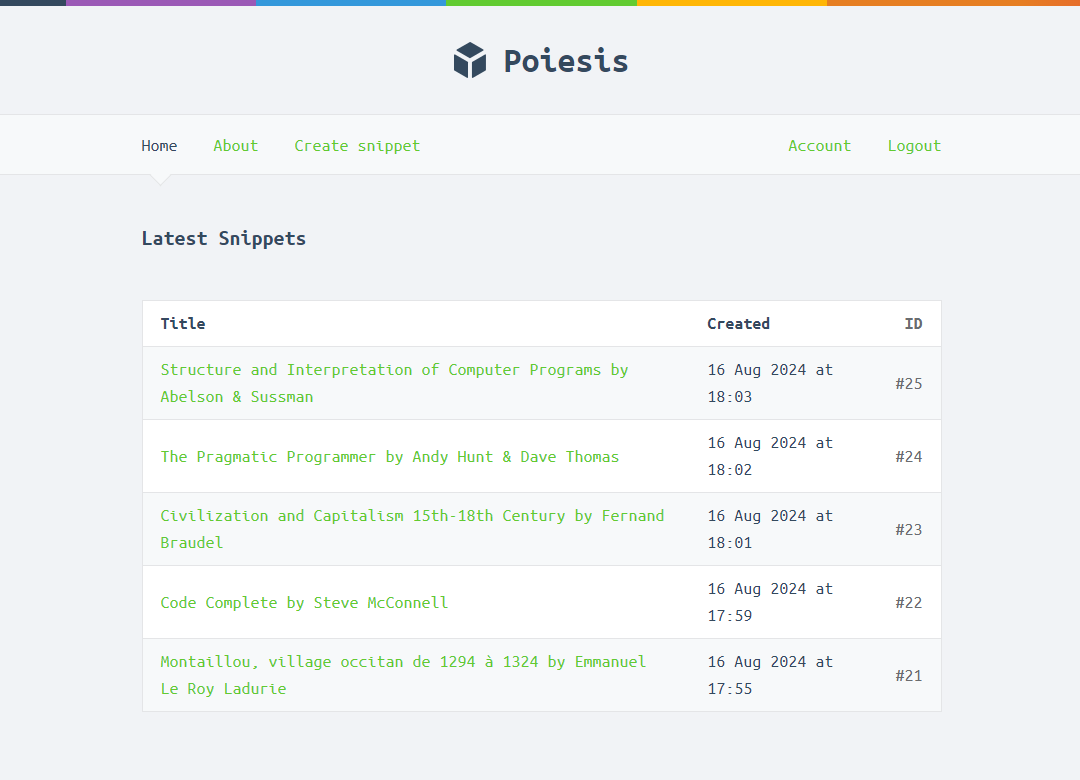 Poiesis
Home About Create snippet Account Logout
Latest Snippets
Title Created ID
Structure and Interpretation of Computer Programs by
Abelson & Sussman
16 Aug 2024 at
18:03
#25
The Pragmatic Programmer by Andy Hunt & Dave Thomas
16 Aug 2024 at
18:02
#24
Civilization and Capitalism 15th-18th Century by Fernand
Braudel
16 Aug 2024 at
18:01
#23
Code Complete by Steve McConnell
16 Aug 2024 at
17:59
#22
Montaillou, village occitan de 1294 à 1324 by Emmanuel
Le Roy Ladurie
16 Aug 2024 at
17:55
#21